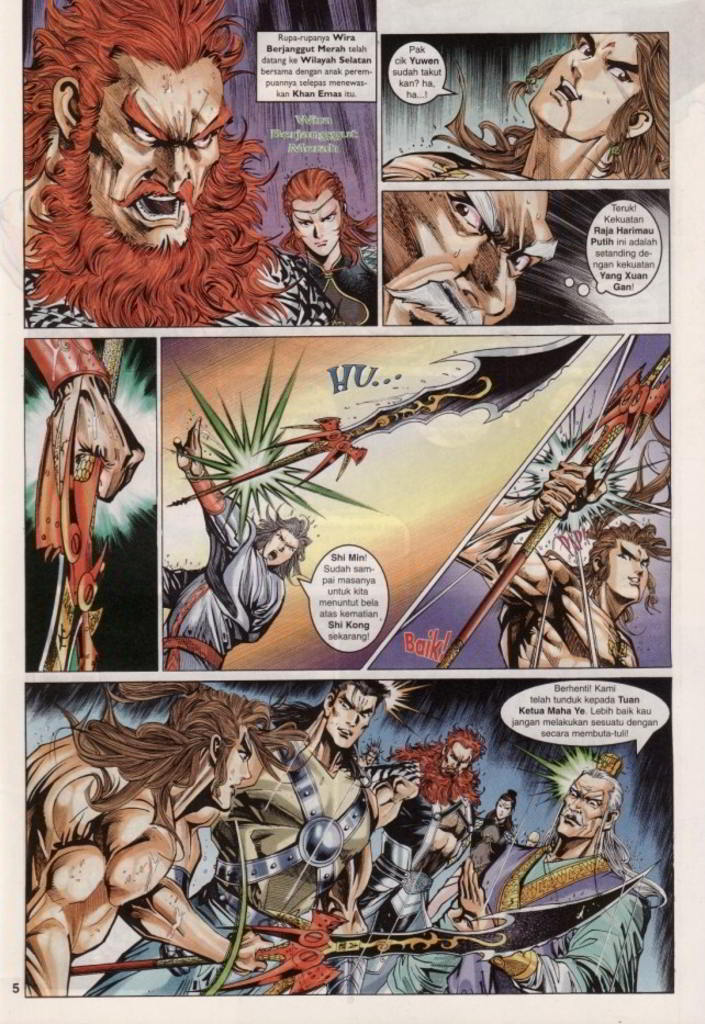 Rupa-rupanya Wira
Berjanggut Merah telah
datang ke Wilayah Selatan
bersama dengan anak perem-
puannya selepas menewas-
kan Khan Emas itu.
Wira
Berjanggut
Merah
Pak
cik Yuwen
sudah takut
kan? ha,
ha...!
Teruk!
Kekuatan
Raja Harimau
Putih ini adalah
setanding de-
ngan kekuatan
Yang Xuan
Gan!
HU...
Shi Min!
Sudah sam-
pai masanya
untuk kita
menuntut bela
atas kematian
Shi Kong
sekarang!
PIP!!
Baik!
Berhenti! Kami
telah tunduk kepada Tuan
Ketua Maha Ye. Lebih baik kau
jangan melakukan sesuatu dengan
secara membuta-tuli!
5